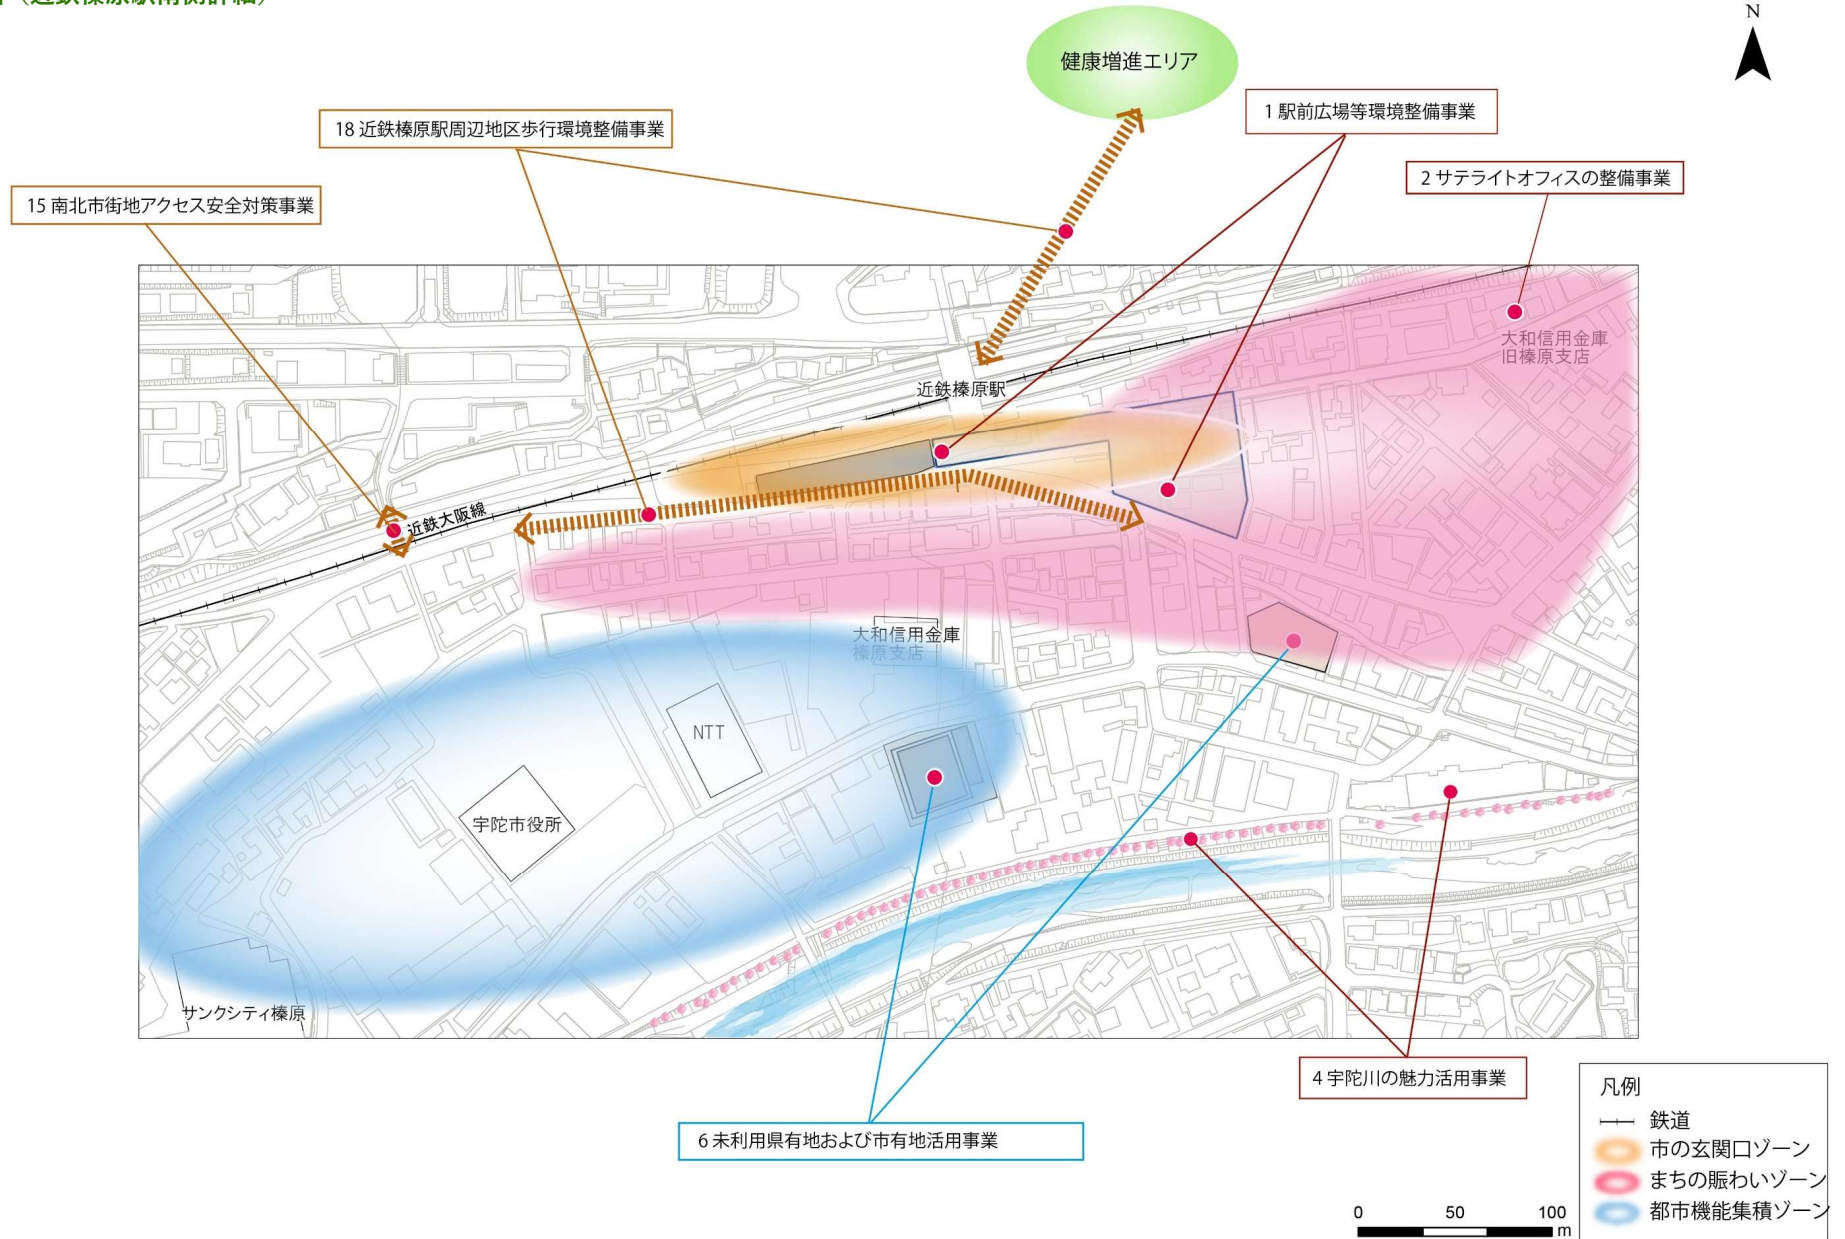 （近鉄榛原駅南側詳細）
N
健康増進エリア
1 駅前広場等環境整備事業
18 近鉄榛原駅周辺地区歩行環境整備事業
2 サテライトオフィスの整備事業
15 南北市街地アクセス安全対策事業
大和信用金庫
旧榛原支店
近鉄榛原駅
近鉄大阪線
大和信用金庫
榛原支店
NTT
宇陀市役所
サンクシティ榛原
4 宇陀川の魅力活用事業
6 未利用県有地および市有地活用事業
凡例
鉄道
市の玄関口ゾーン
まちの賑わいゾーン
都市機能集積ゾーン
0 50 100
m